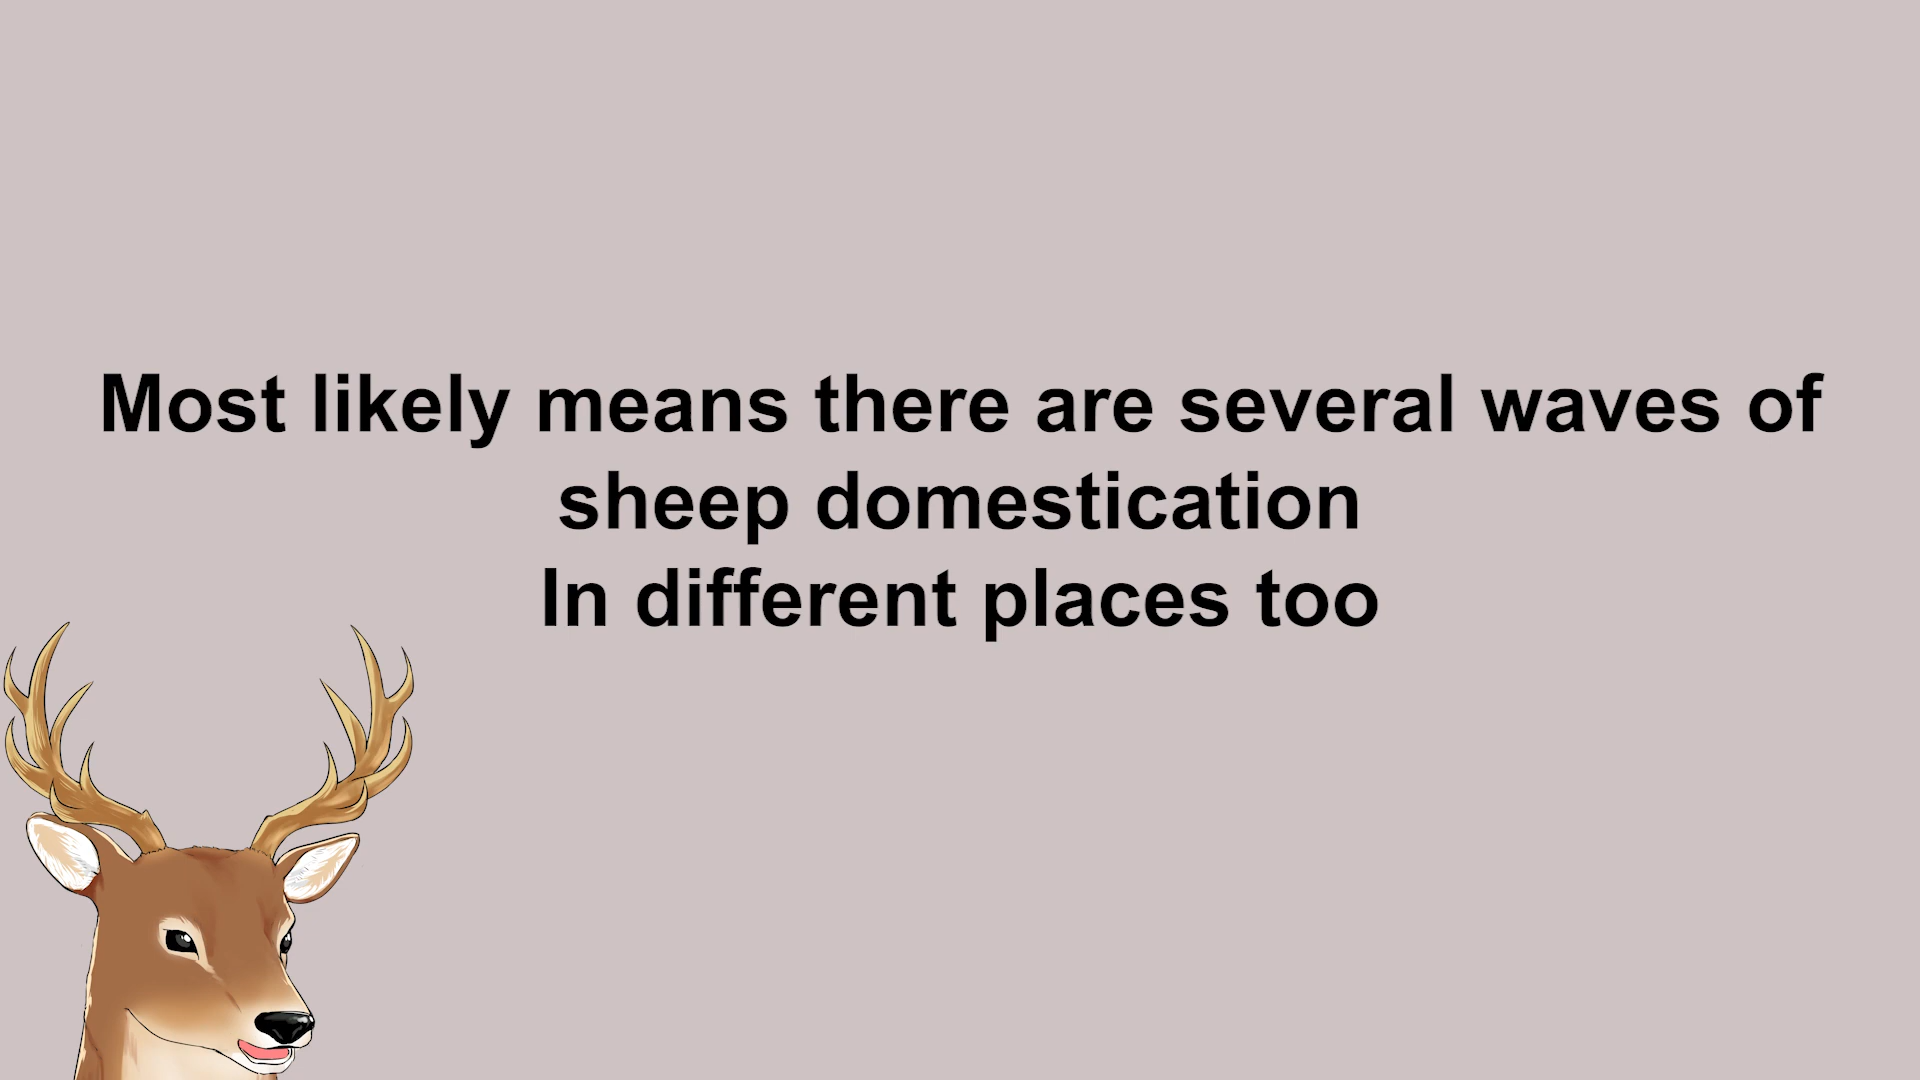 Most likely means there are several waves of
sheep domestication
In different places too